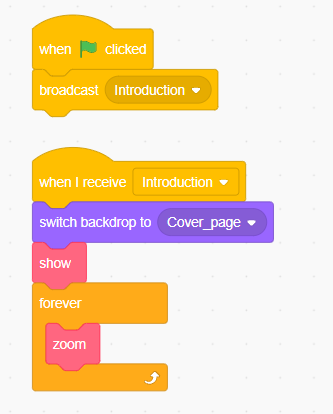 when clicked
broadcast Introduction
when I receive Introduction
switch backdrop to Cover_page
show
forever
zoom